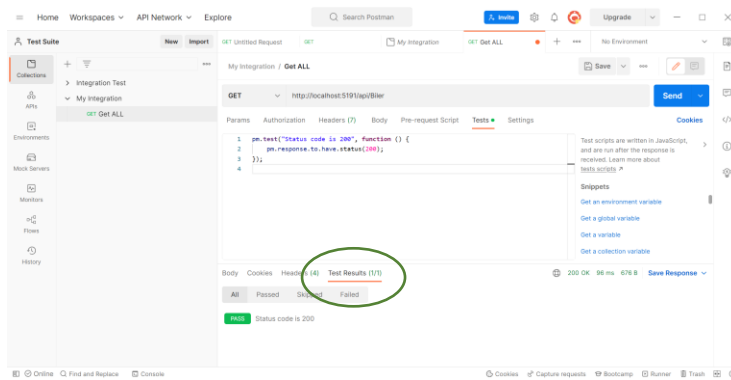 Home Workspaces API Network Explore Search Postman Invite Upgrade
Test Suite New Import GET Untitled Request GET My Integration GET Get ALL No Environment
Collections
APIs
Environments
Mock Servers
Monitors
Flows
History
Integration Test
My Integration
GET Get ALL
My Integration / Get ALL Save
GET http://localhost:5191/api/Biler Send
Params Authorization Headers (7) Body Pre-request Script Tests Settings Cookies
1 pm.test("Status code is 200", function () {
2 pm.response.to.have.status(200);
3 });
4
Test scripts are written in JavaScript,
and are run after the response is
received. Learn more about
tests scripts
Snippets
Get an environment variable
Get a global variable
Get a variable
Get a collection variable
Body Cookies Headers (4) Test Results (1/1) 200 OK 96 ms 676 B Save Response
All Passed Skipped Failed
PASS Status code is 200
Online Find and Replace Console Cookies Capture requests Bootcamp Runner Trash